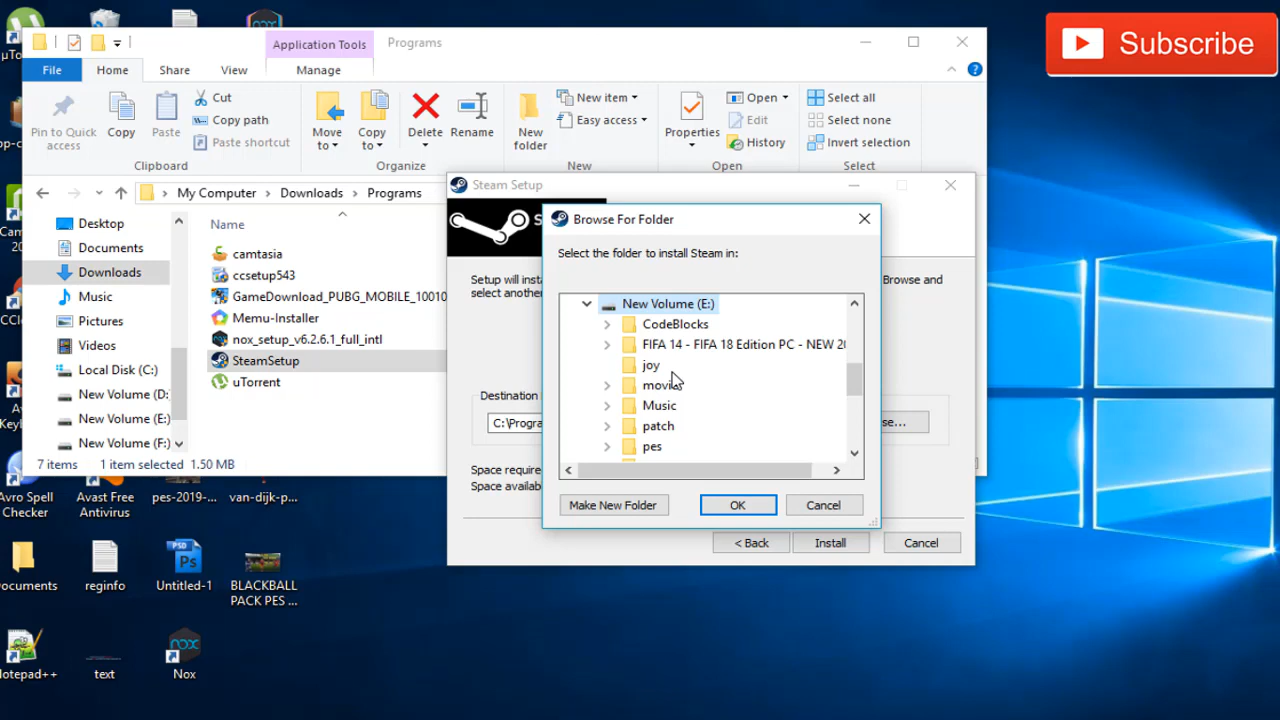 Subscribe
Application Tools
Programs
File
Home
Share
View
Manage
Pin to Quick access
Copy
Paste
Cut
Copy path
Paste shortcut
Clipboard
Move to
Copy to
Delete
Rename
Organize
New folder
New item
Easy access
New
Properties
Open
Edit
History
Open
Select all
Select none
Invert selection
Select
My Computer
Downloads
Programs
Desktop
Documents
Downloads
Music
Pictures
Videos
Local Disk (C:)
New Volume (D:
New Volume (E:)
New Volume (F:)
Name
camtasia
ccsetup543
GameDownload_PUBG_MOBILE_10010
Memu-Installer
nox_setup_v6.2.6.1_full_intl
SteamSetup
uTorrent
7 items
1 item selected
1.50 MB
Steam Setup
S
Setup will inst
select another
Browse and
Destination
C:\Progra
se...
Space require
Space availab
< Back
Install
Cancel
Browse For Folder
Select the folder to install Steam in:
New Volume (E:)
CodeBlocks
FIFA 14 - FIFA 18 Edition PC - NEW 20
joy
Music
patch
pes
Make New Folder
OK
Cancel
Avro Spell Checker
Avast Free Antivirus
pes-2019-...
van-dijk-p...
ocuments
reginfo
Untitled-1
BLACKBALL PACK PES ...
otepad++
text
Nox